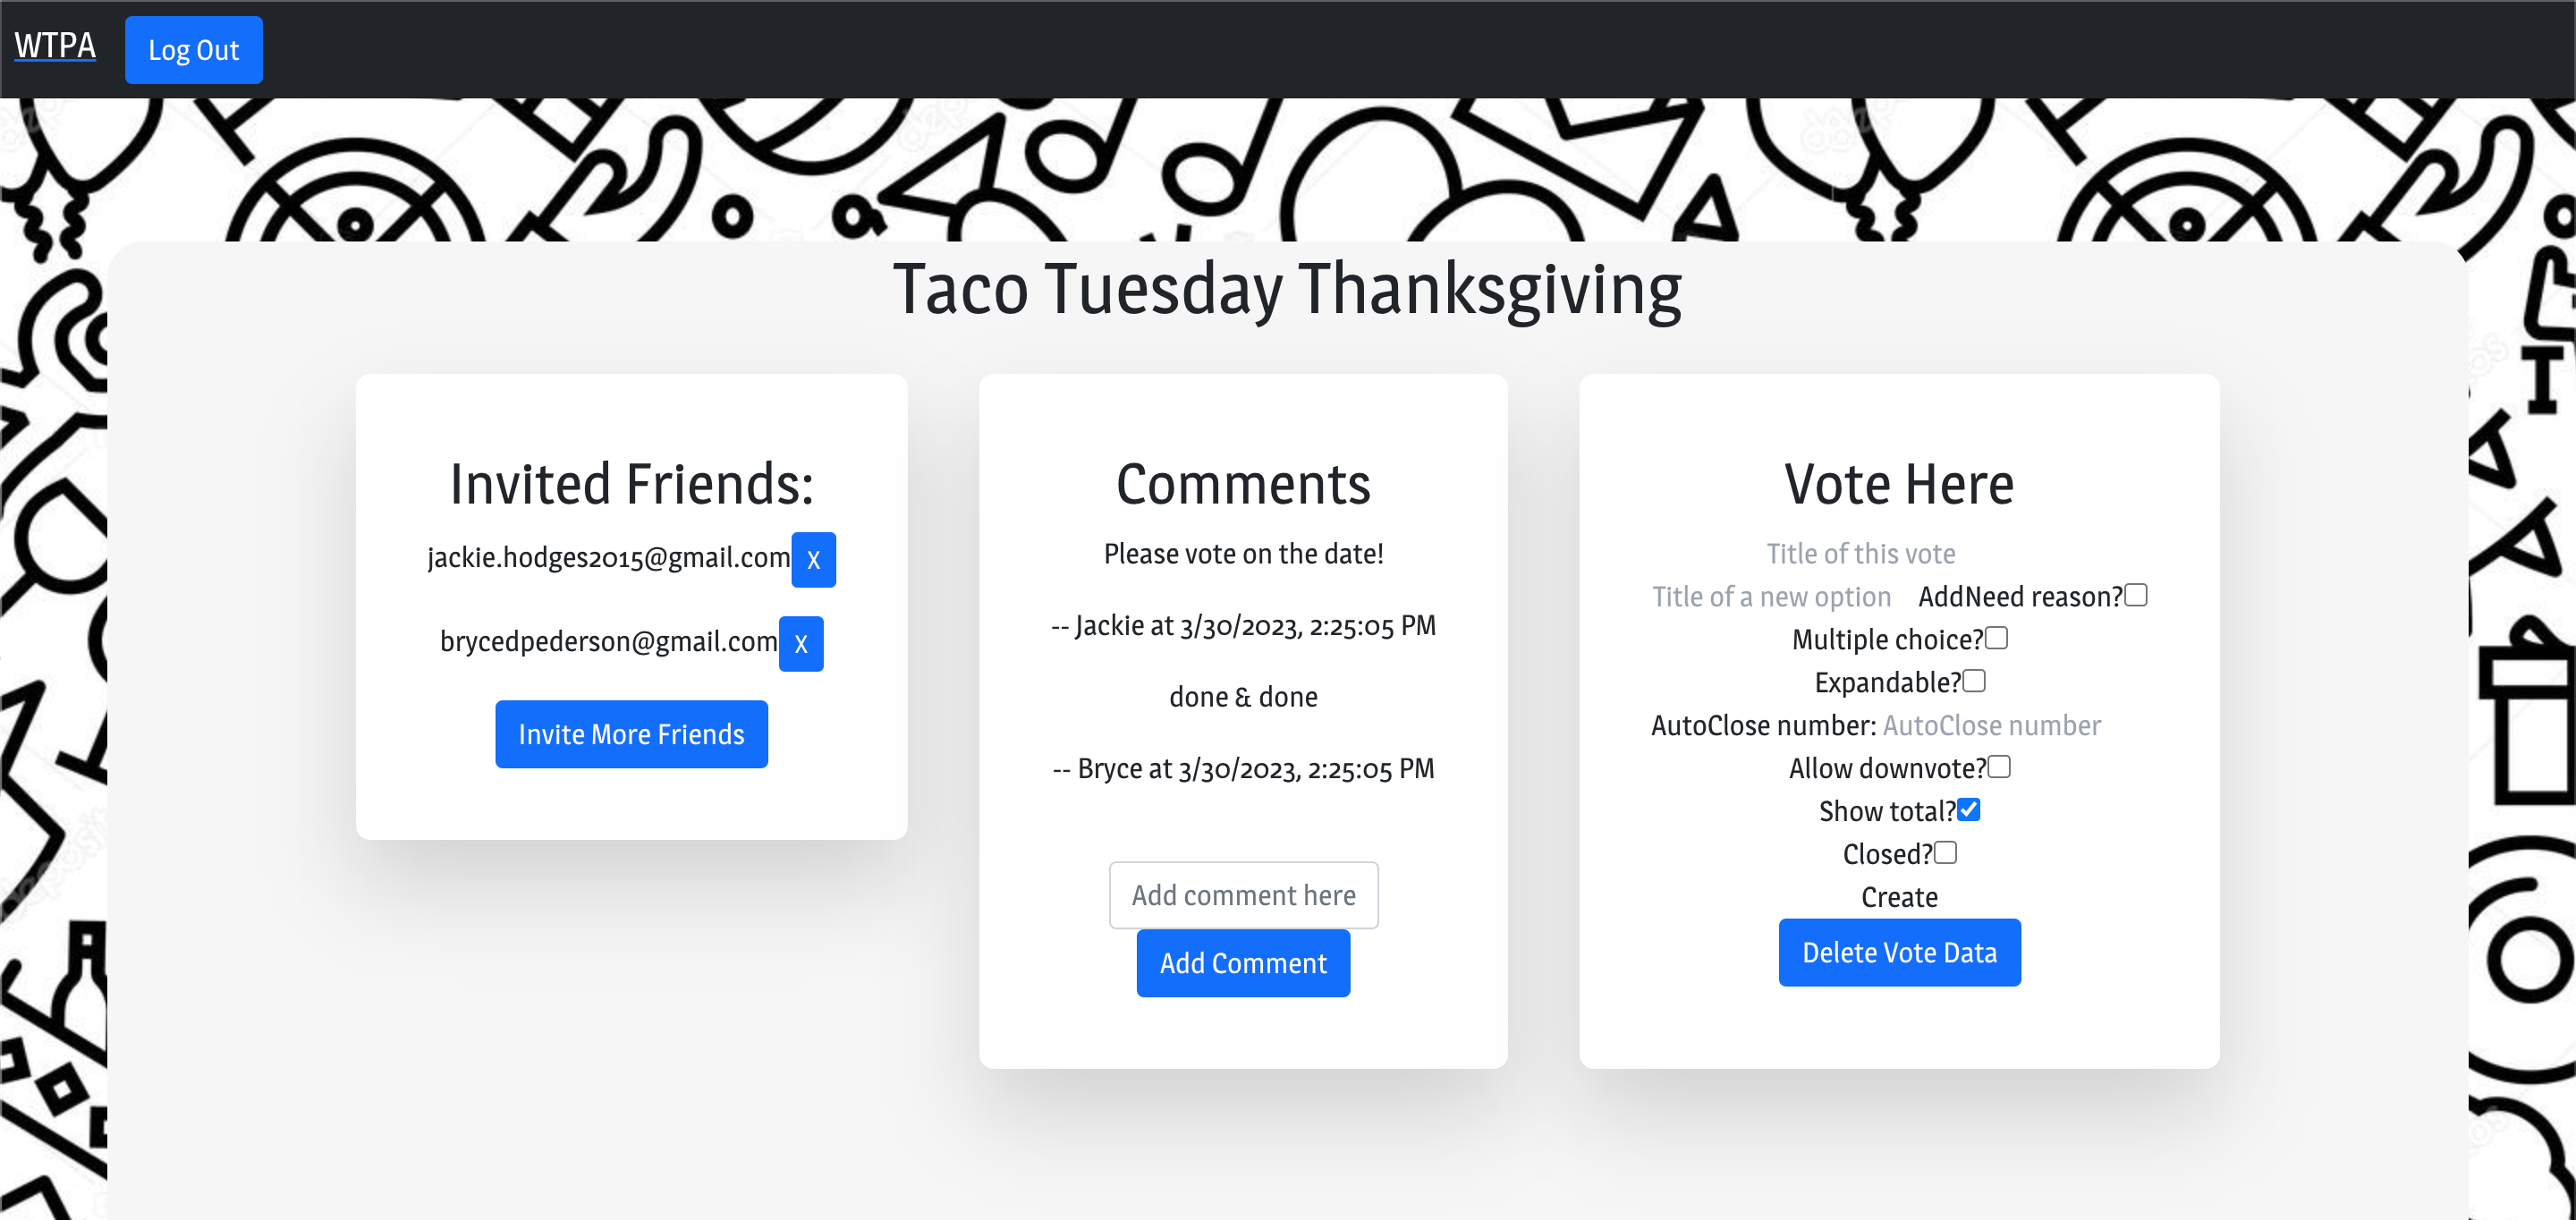 WTPA
Log Out
Taco Tuesday Thanksgiving
Invited Friends:
jackie.hodges2015@gmail.com X
brycedpederson@gmail.com X
Invite More Friends
Comments
Please vote on the date!
-- Jackie at 3/30/2023, 2:25:05 PM
done & done
-- Bryce at 3/30/2023, 2:25:05 PM
Add comment here
Add Comment
Vote Here
Title of this vote
Title of a new option AddNeed reason?
Multiple choice?
Expandable?
AutoClose number: AutoClose number
Allow downvote?
Show total?
Closed?
Create
Delete Vote Data